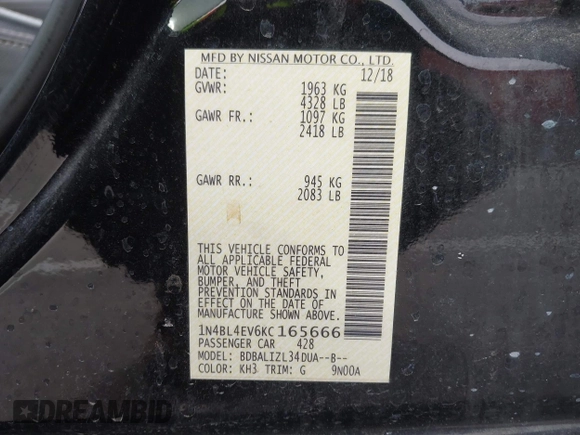 MFD BY NISSAN MOTOR CO., LTD.
DATE: 12/18
GVWR: 1963 KG
4328 LB
GAWR FR.: 1097 KG
2418 LB
GAWR RR.: 945 KG
2083 LB
THIS VEHICLE CONFORMS TO
ALL APPLICABLE FEDERAL
MOTOR VEHICLE SAFETY,
BUMPER, AND THEFT
PREVENTION STANDARDS IN
EFFECT ON THE DATE OF
MANUFACTURE SHOWN ABOVE.
1N4BL4EV6KC165666
PASSENGER CAR 428
MODEL: BDBALIZL34DUA--B--
COLOR: KH3 TRIM: G 9N00A
DREAMBID